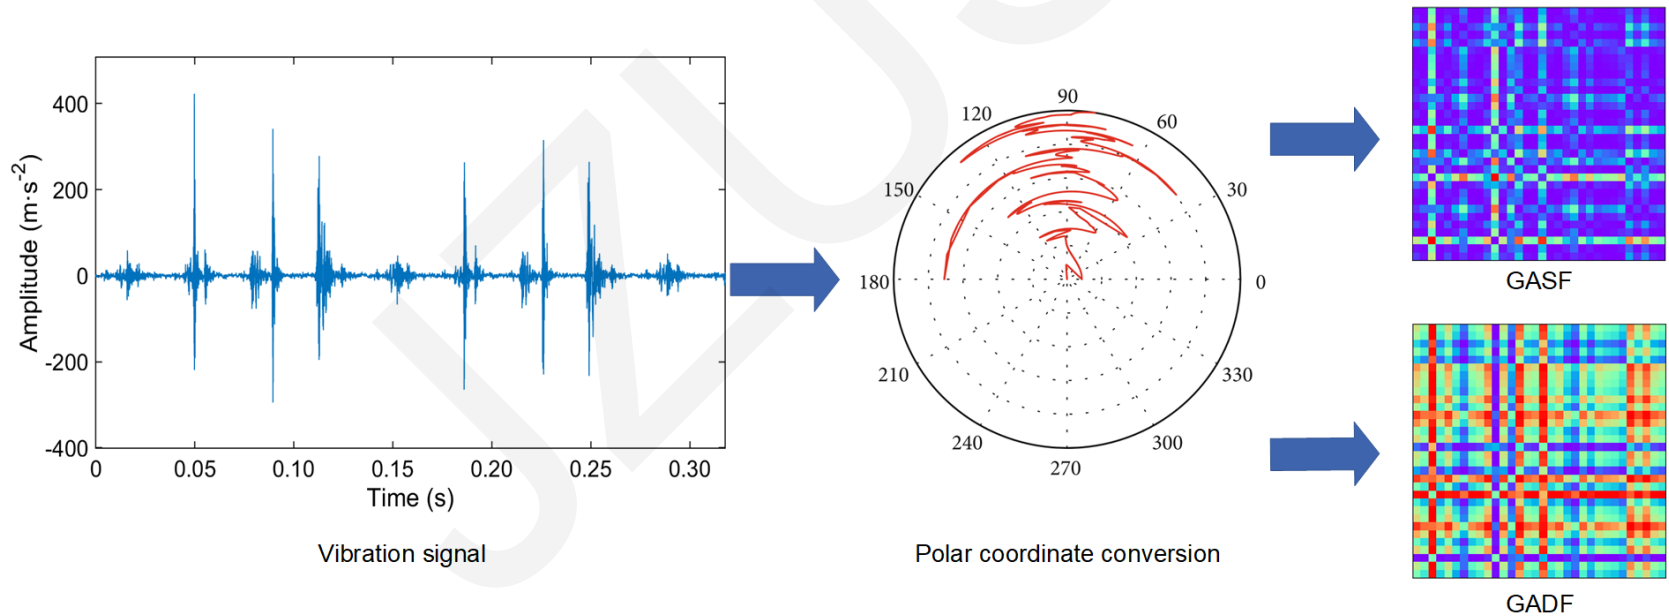 400
200
0
-200
-400
Amplitude (m·s⁻²)
0 0.05 0.10 0.15 0.20 0.25 0.30
Time (s)
Vibration signal
90
120 60
150 30
180 0
210 330
240 300
270
Polar coordinate conversion
GASF
GADF
JZUS